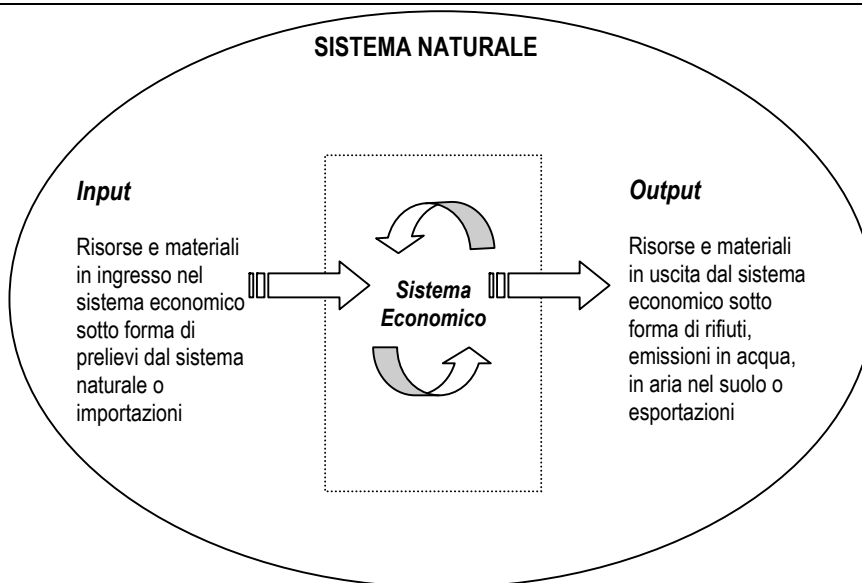 SISTEMA NATURALE
Input
Risorse e materiali
in ingresso nel
sistema economico
sotto forma di
prelievi dal sistema
naturale o
importazioni
Sistema
Economico
Output
Risorse e materiali
in uscita dal sistema
economico sotto
forma di rifiuti,
emissioni in acqua,
in aria nel suolo o
esportazioni